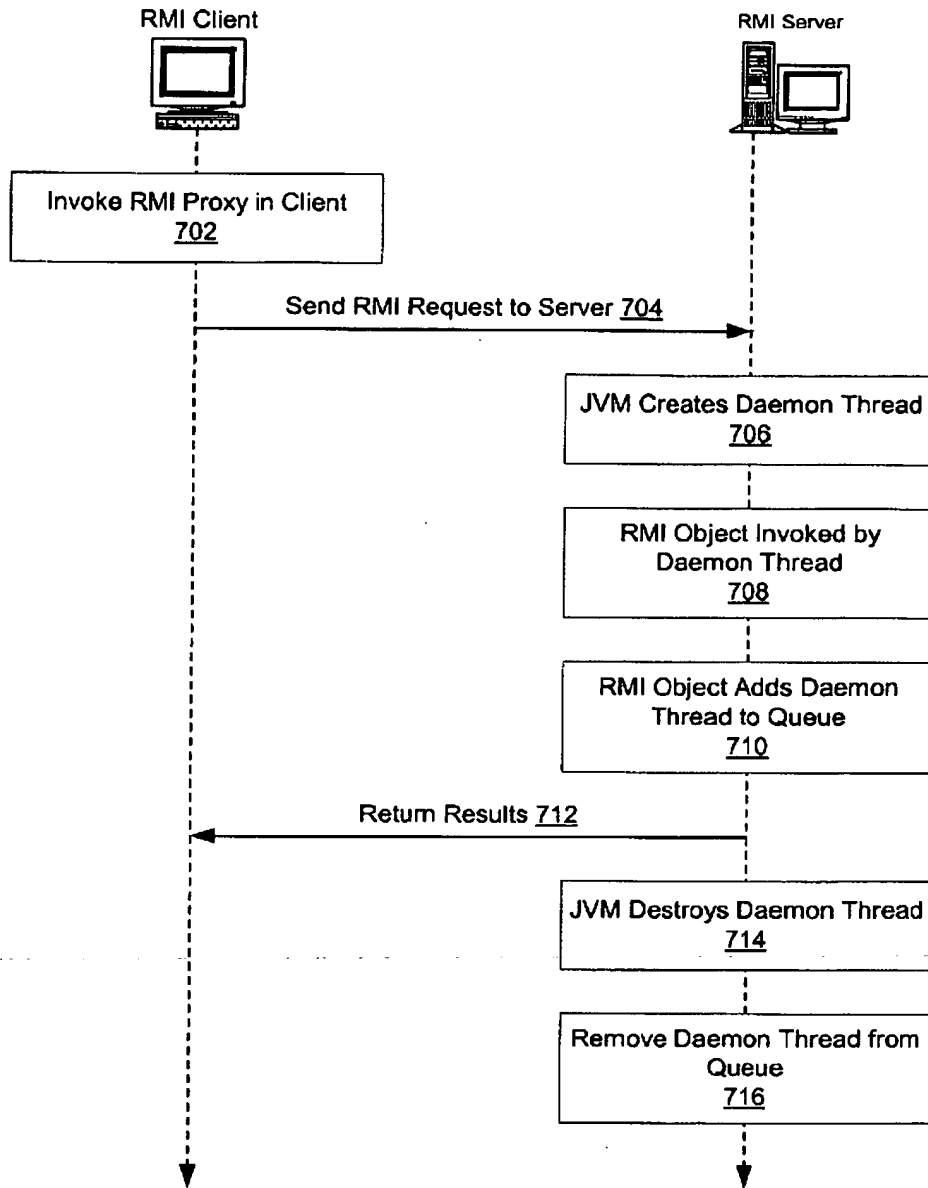 RMI Client
RMI Server
Invoke RMI Proxy in Client
702
Send RMI Request to Server 704
JVM Creates Daemon Thread
706
RMI Object Invoked by
Daemon Thread
708
RMI Object Adds Daemon
Thread to Queue
710
Return Results 712
JVM Destroys Daemon Thread
714
Remove Daemon Thread from
Queue
716